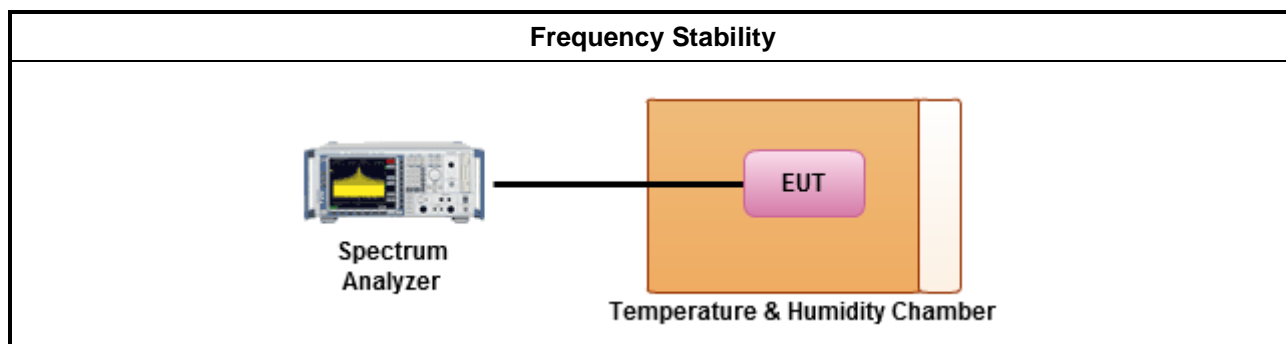 Frequency Stability
EUT
Spectrum
Analyzer
Temperature & Humidity Chamber